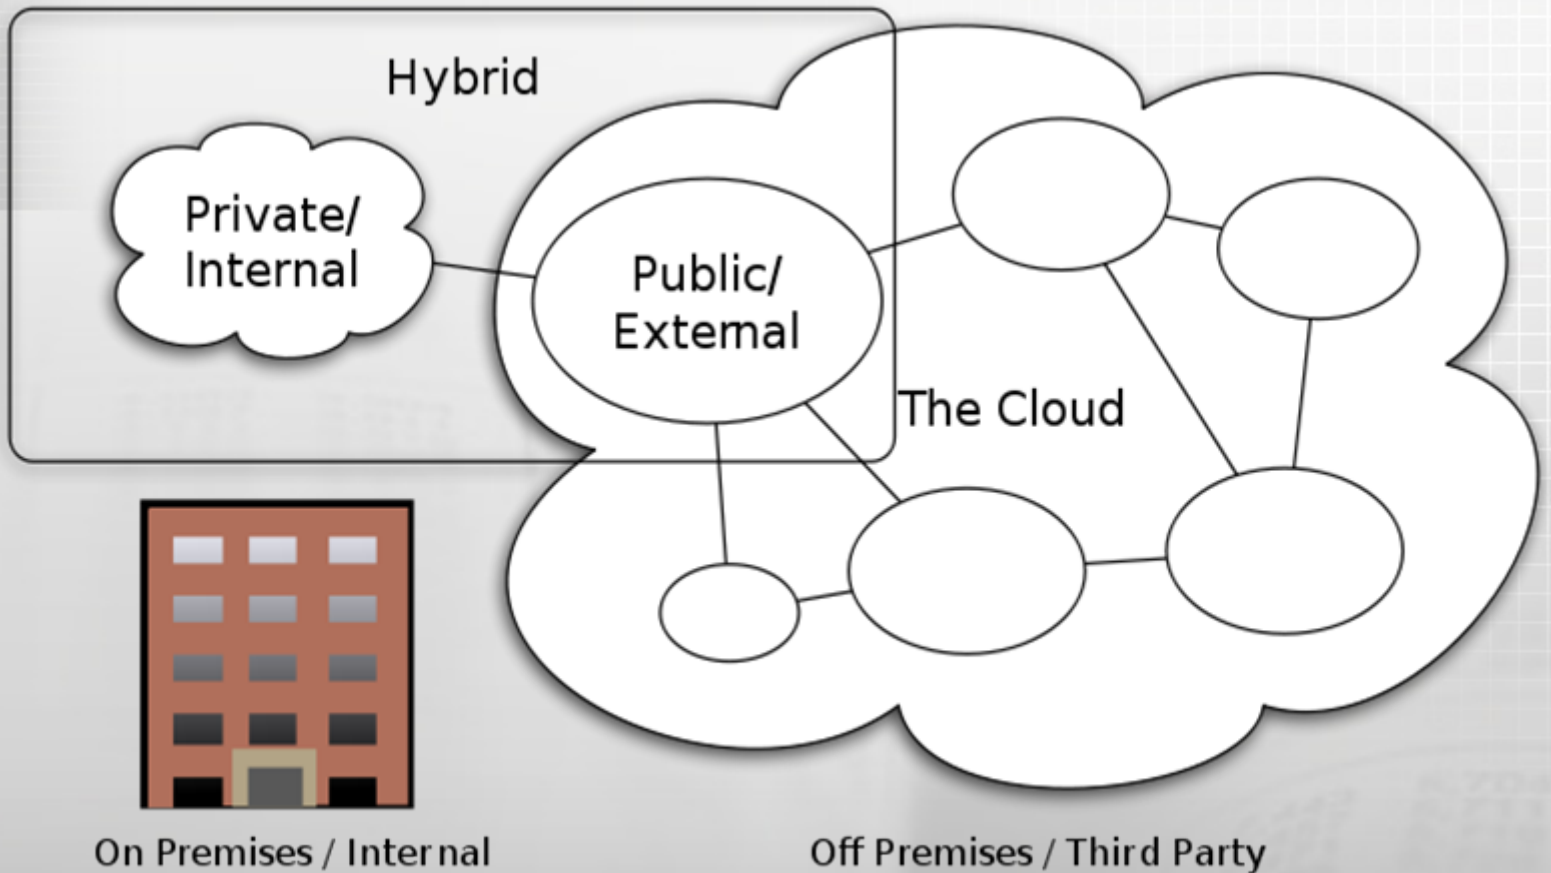 Hybrid
Private/
Internal
Public/
External
The Cloud
On Premises / Internal
Off Premises / Third Party